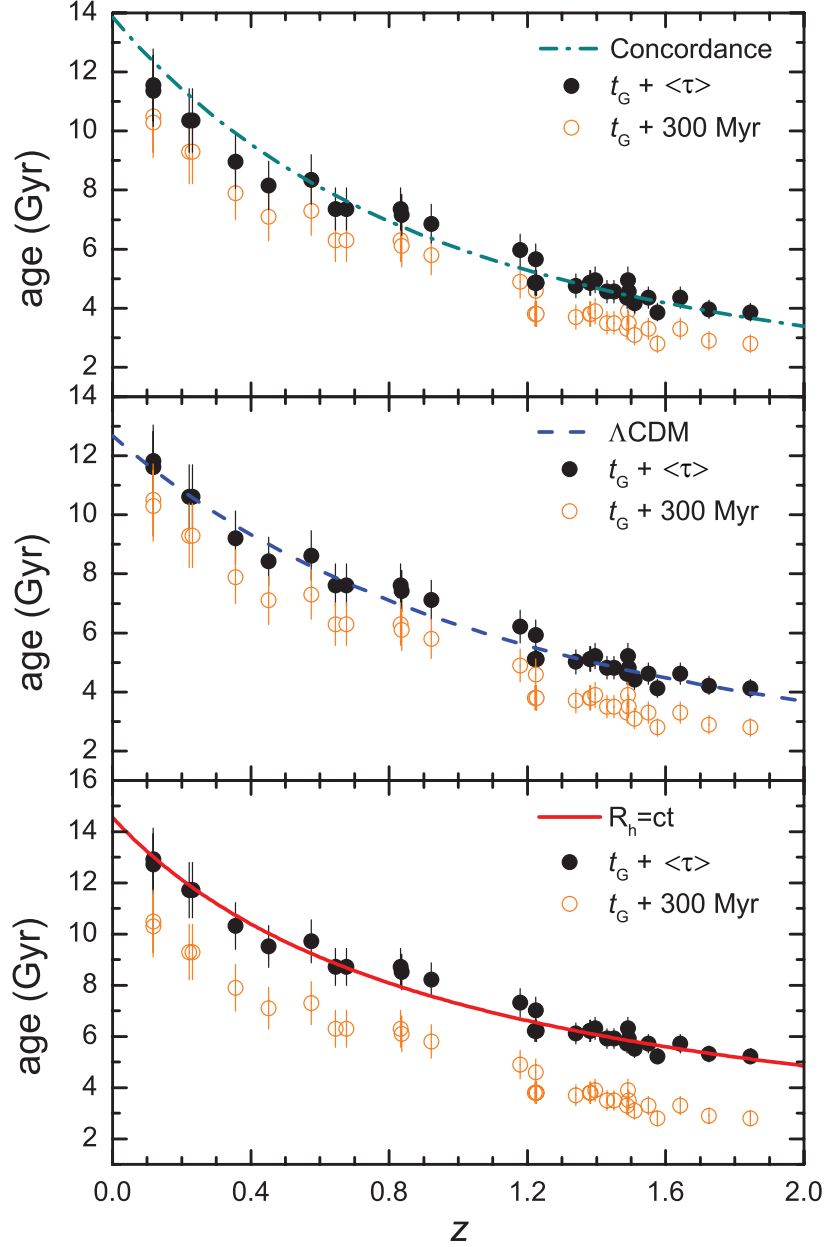 14
Concordance
12
t_G + <τ>
10
t_G + 300 Myr
8
age (Gyr)
6
4
2
14
ΛCDM
12
t_G + <τ>
10
t_G + 300 Myr
8
age (Gyr)
6
4
2
16
R_h=ct
14
t_G + <τ>
12
t_G + 300 Myr
10
age (Gyr)
8
6
4
2
0.0 0.4 0.8 1.2 1.6 2.0
z